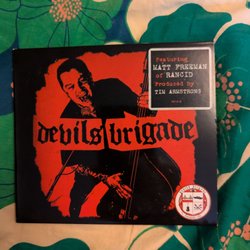 Featuring
MATT FREEMAN
of RANCID
Produced by
TIM ARMSTRONG
devils brigade